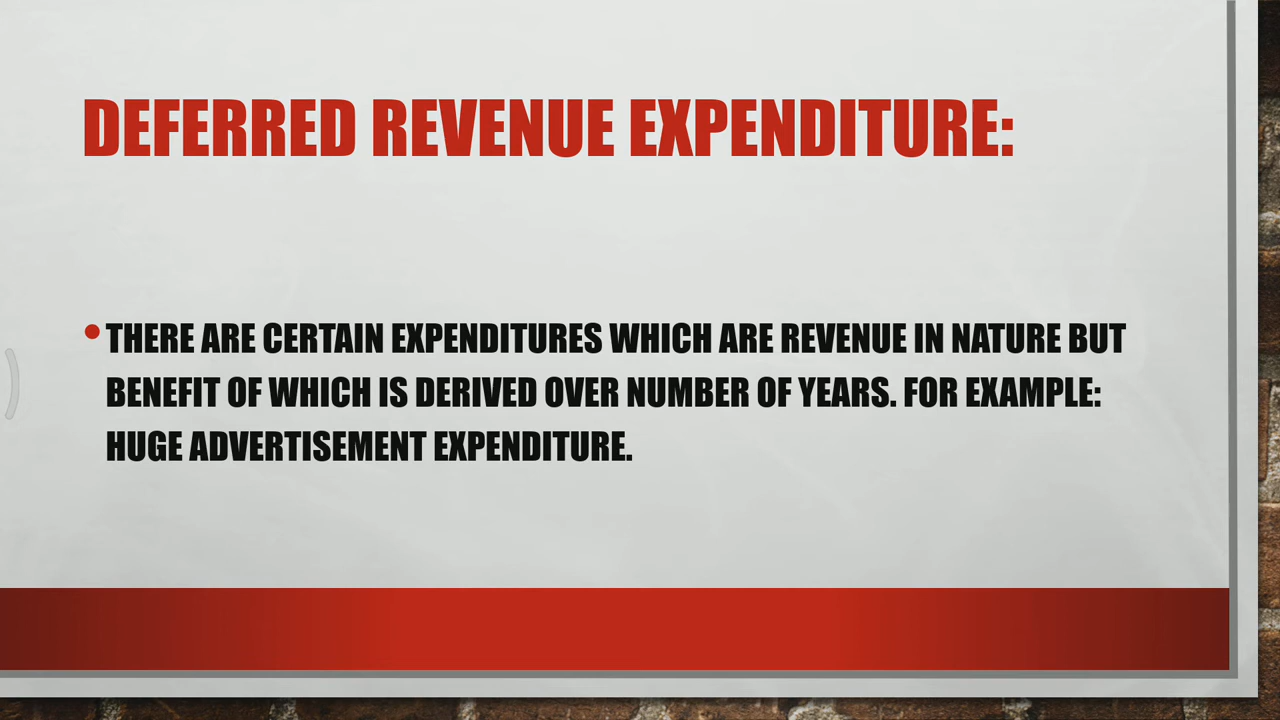 DEFERRED REVENUE EXPENDITURE:
• THERE ARE CERTAIN EXPENDITURES WHICH ARE REVENUE IN NATURE BUT
BENEFIT OF WHICH IS DERIVED OVER NUMBER OF YEARS. FOR EXAMPLE:
HUGE ADVERTISEMENT EXPENDITURE.